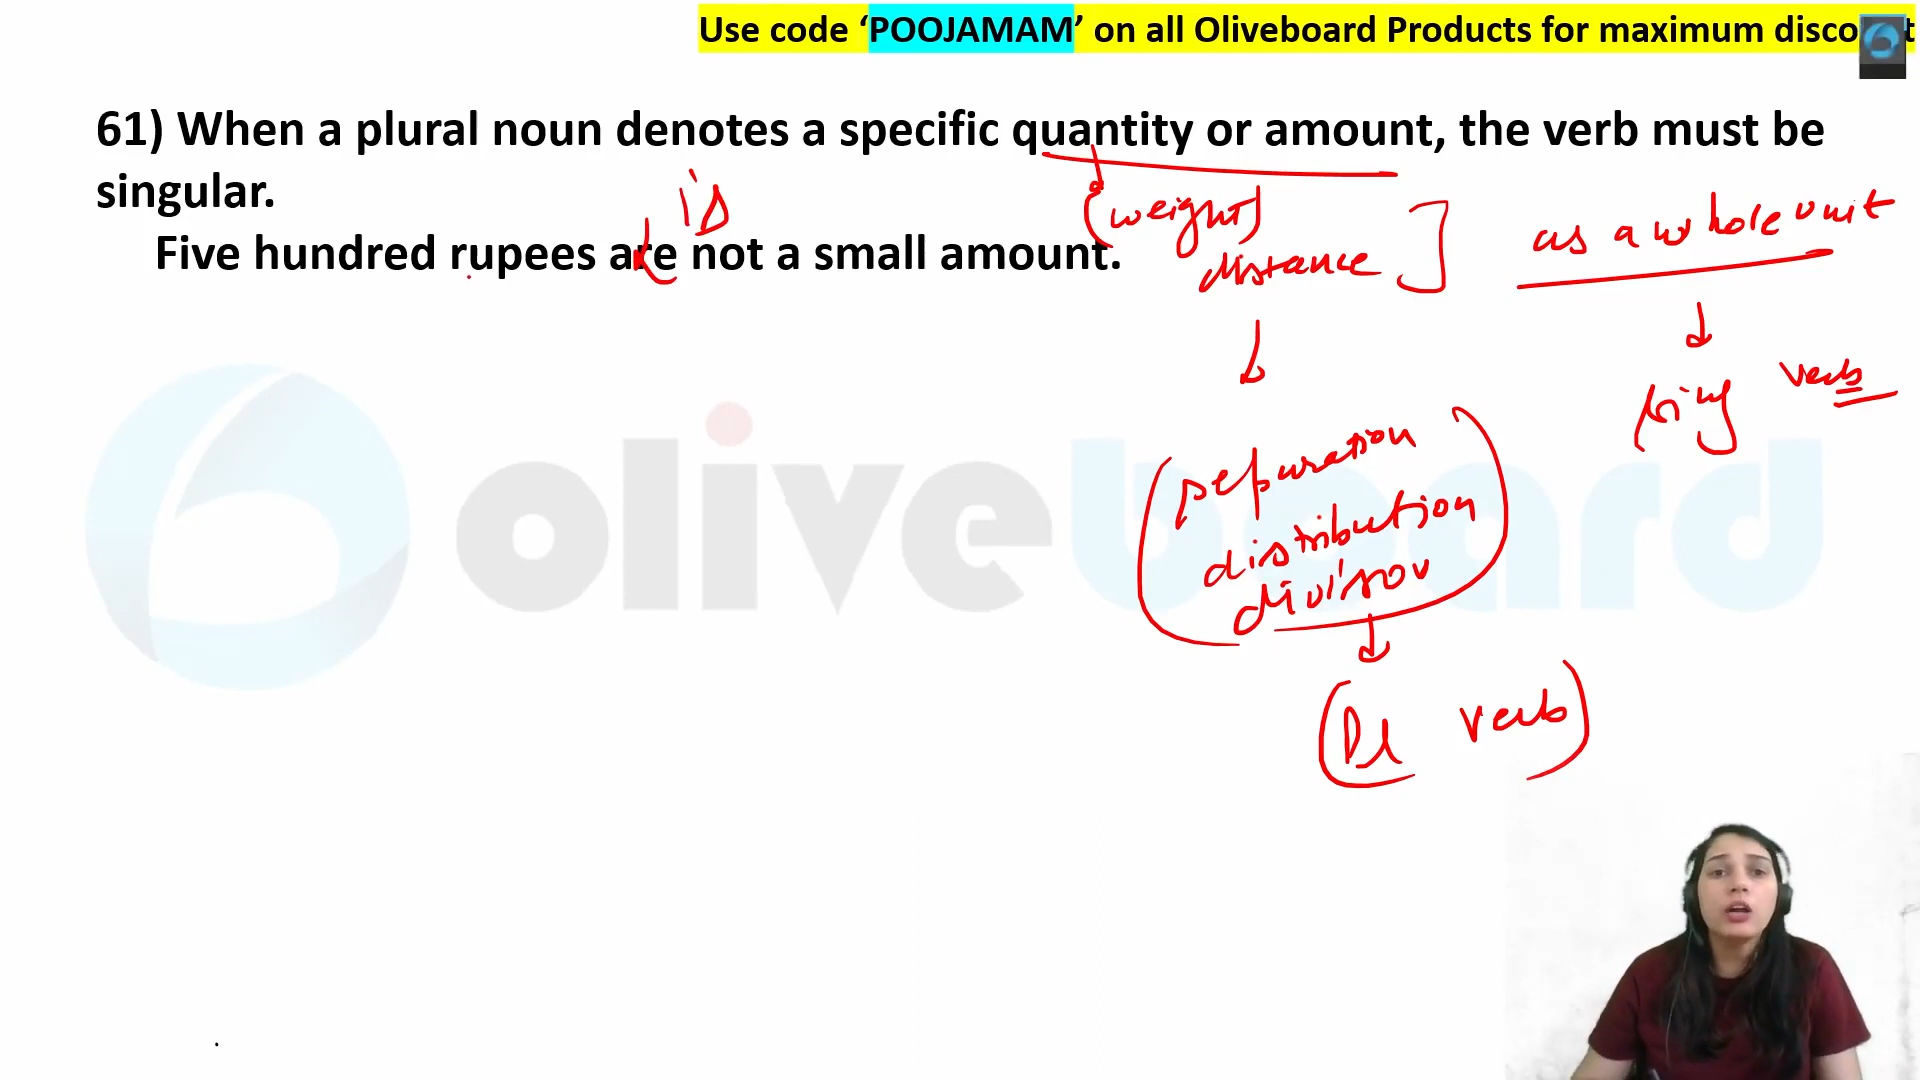 Use code ‘POOJAMAM’ on all Oliveboard Products for maximum disco t
61) When a plural noun denotes a specific quantity or amount, the verb must be
singular.
is
Five hundred rupees are not a small amount.
(weight)
distance
as a whole unit
sing verb
separation
distribution
division
Pl verb
oliveboard